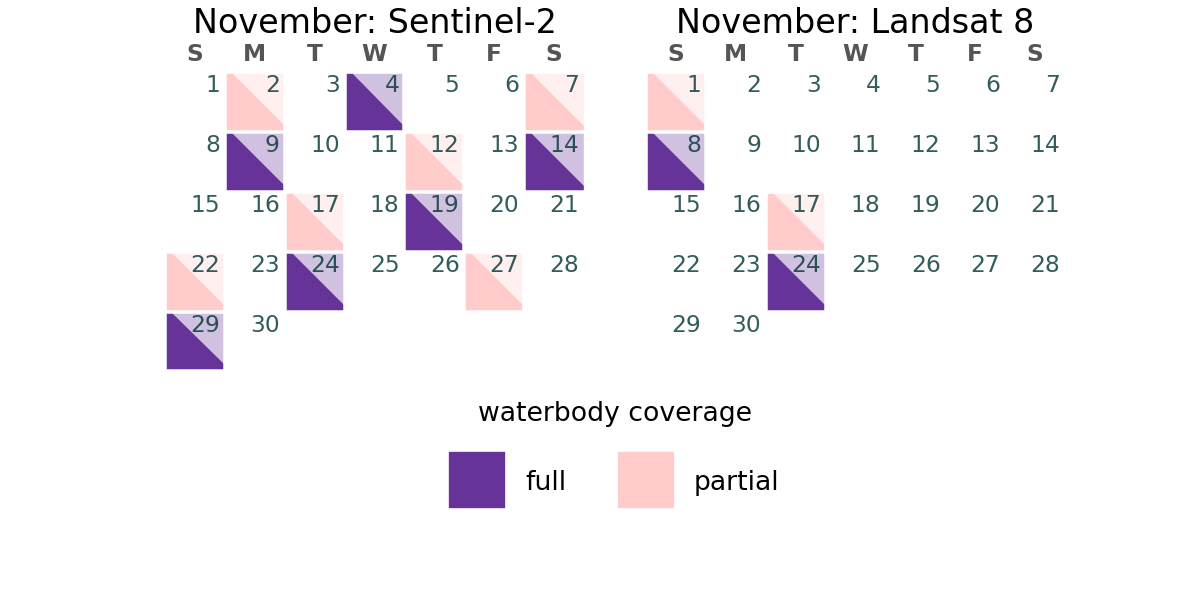 November: Sentinel-2
S M T W T F S
1 2 3 4 5 6 7
8 9 10 11 12 13 14
15 16 17 18 19 20 21
22 23 24 25 26 27 28
29 30
November: Landsat 8
S M T W T F S
1 2 3 4 5 6 7
8 9 10 11 12 13 14
15 16 17 18 19 20 21
22 23 24 25 26 27 28
29 30
waterbody coverage
full
partial